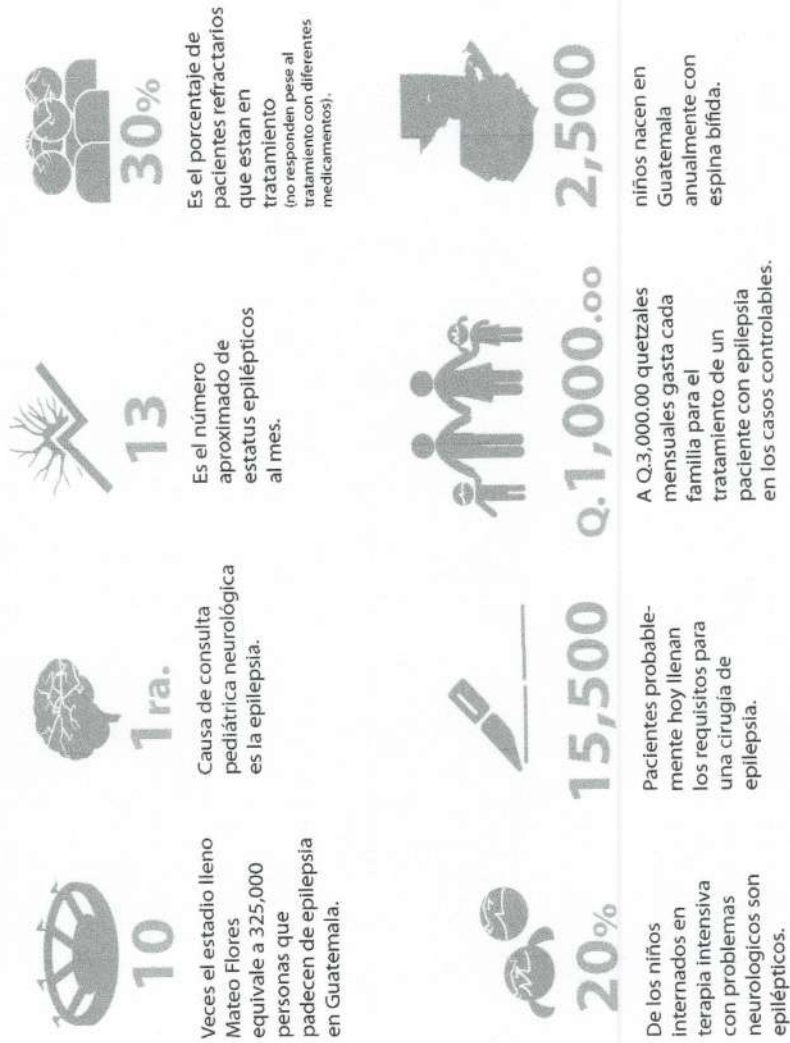 10
Veces el estadio lleno
Mateo Flores
equivale a 325,000
personas que
padecen de epilepsia
en Guatemala.
1ra.
Causa de consulta
pediátrica neurológica
es la epilepsia.
13
Es el número
aproximado de
estatus epilépticos
al mes.
30%
Es el porcentaje de
pacientes refractarios
que estan en
tratamiento
(no responden pese al
tratamiento con diferentes
medicamentos).
20%
De los niños
internados en
terapia intensiva
con problemas
neurologicos son
epilépticos.
15,500
Pacientes probable-
mente hoy llenan
los requisitos para
una cirugía de
epilepsia.
Q.1,000.00
A Q.3,000.00 quetzales
mensuales gasta cada
familia para el
tratamiento de un
paciente con epilepsia
en los casos controlables.
2,500
niños nacen en
Guatemala
anualmente con
espina bífida.